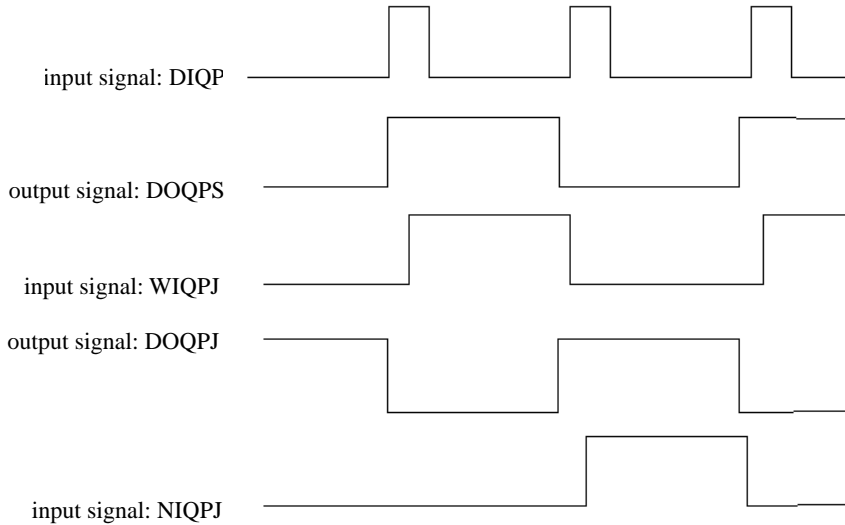 input signal: DIQP
output signal: DOQPS
input signal: WIQPJ
output signal: DOQPJ
input signal: NIQPJ